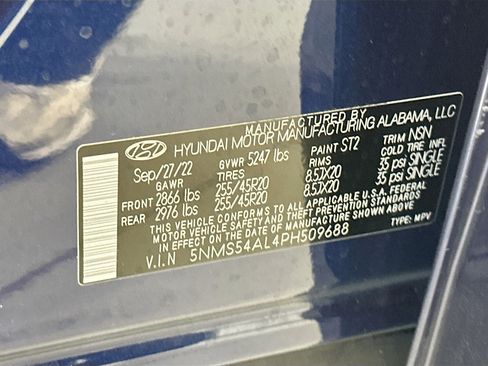 MANUFACTURED BY
HYUNDAI MOTOR MANUFACTURING ALABAMA, LLC
Sep/27/22 GVWR 5247 lbs PAINT ST2 TRIM NSN
GAWR TIRES RIMS COLD TIRE INFL
FRONT 2866 lbs 255/45R20 8.5JX20 35 psi SINGLE
REAR 2976 lbs 255/45R20 8.5JX20 35 psi SINGLE
THIS VEHICLE CONFORMS TO ALL APPLICABLE U.S.A. FEDERAL
MOTOR VEHICLE SAFETY AND THEFT PREVENTION STANDARDS
IN EFFECT ON THE DATE OF MANUFACTURE SHOWN ABOVE.
V.I.N 5NMS54AL4PH509688 TYPE: MPV